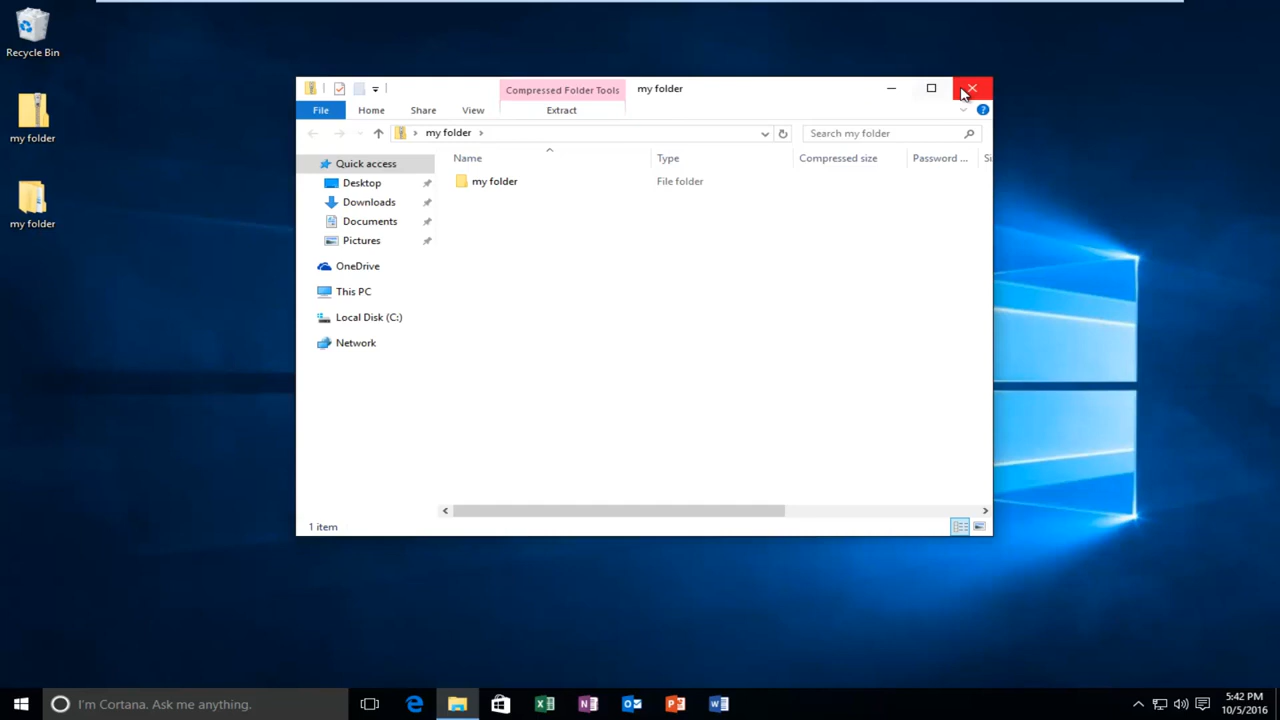 Recycle Bin
my folder
my folder
Compressed Folder Tools
my folder
File
Home
Share
View
Extract
my folder
Search my folder
Quick access
Desktop
Downloads
Documents
Pictures
OneDrive
This PC
Local Disk (C:)
Network
Name
Type
Compressed size
Password ...
Si
my folder
File folder
1 item
I'm Cortana. Ask me anything.
5:42 PM
10/5/2016